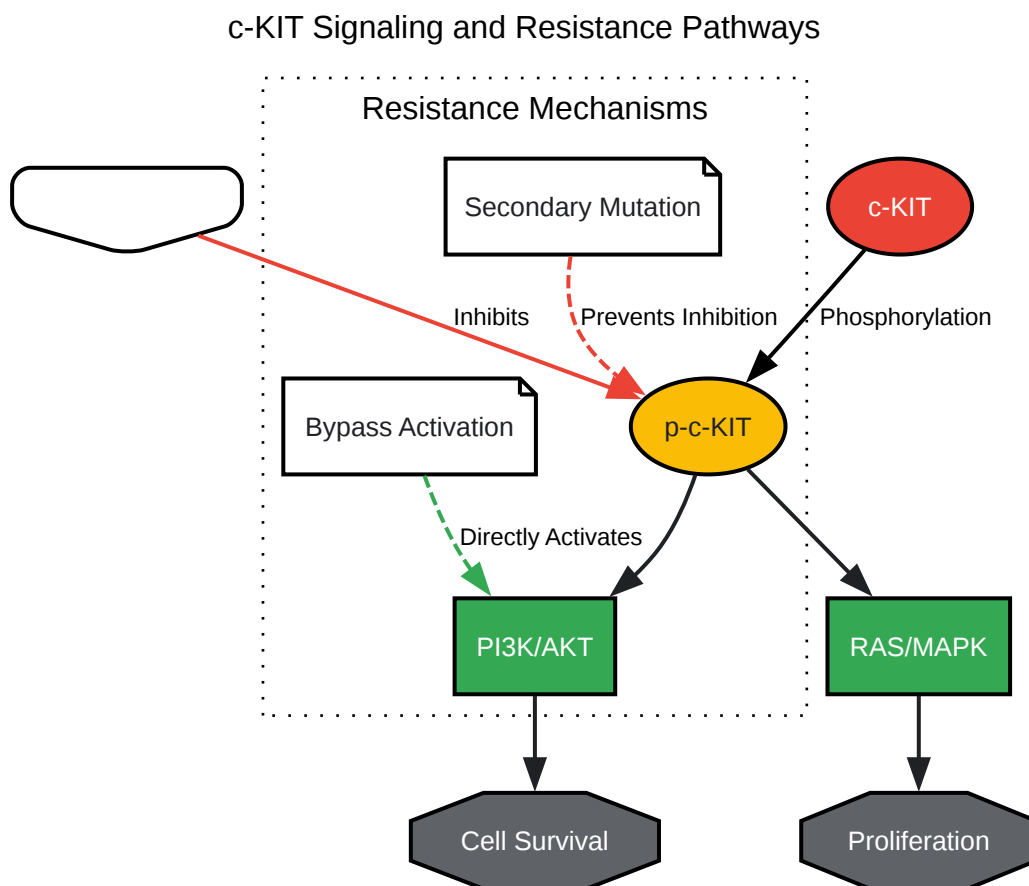 c-KIT Signaling and Resistance Pathways
Resistance Mechanisms
Secondary Mutation
c-KIT
Inhibits
Prevents Inhibition
Phosphorylation
Bypass Activation
p-c-KIT
Directly Activates
PI3K/AKT
RAS/MAPK
Cell Survival
Proliferation